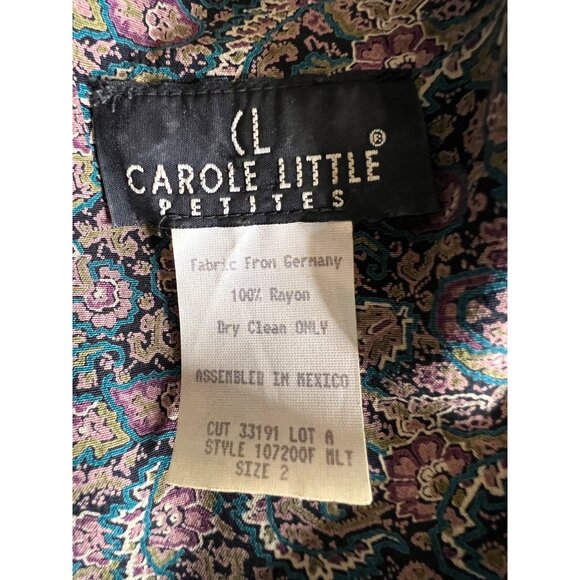 CL
CAROLE LITTLE®
PETITES
Fabric From Germany
100% Rayon
Dry Clean ONLY
ASSEMBLED IN MEXICO
CUT 33191 LOT A
STYLE 107200F MLT
SIZE 2